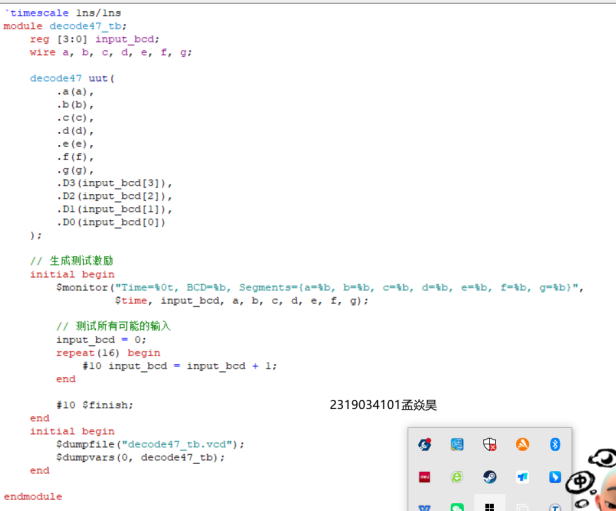 `timescale 1ns/1ns
module decode47_tb;
reg [3:0] input_bcd;
wire a, b, c, d, e, f, g;
decode47 uut(
.a(a),
.b(b),
.c(c),
.d(d),
.e(e),
.f(f),
.g(g),
.D3(input_bcd[3]),
.D2(input_bcd[2]),
.D1(input_bcd[1]),
.D0(input_bcd[0])
);
// 生成测试激励
initial begin
$monitor("Time=%0t, BCD=%b, Segments={a=%b, b=%b, c=%b, d=%b, e=%b, f=%b, g=%b}",
$time, input_bcd, a, b, c, d, e, f, g);
// 测试所有可能的输入
input_bcd = 0;
repeat(16) begin
#10 input_bcd = input_bcd + 1;
end
#10 $finish;
2319034101孟焱昊
end
initial begin
$dumpfile("decode47_tb.vcd");
$dumpvars(0, decode47_tb);
end
endmodule
中